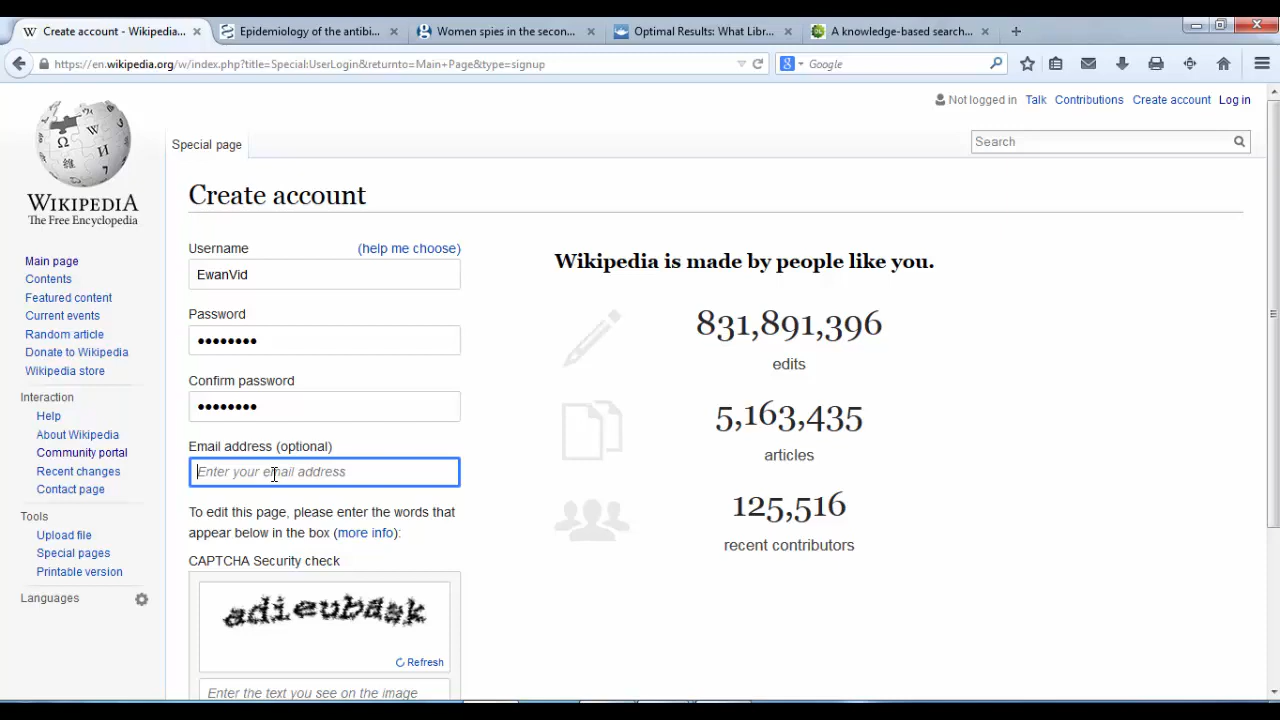 Create account - Wikipedia...
Epidemiology of the antibi...
Women spies in the secon...
Optimal Results: What Libr...
A knowledge-based search...
https://en.wikipedia.org/w/index.php?title=Special:UserLogin&returnto=Main+Page&type=signup
Google
Not logged in Talk Contributions Create account Log in
Special page
Search
WIKIPEDIA
The Free Encyclopedia
Main page
Contents
Featured content
Current events
Random article
Donate to Wikipedia
Wikipedia store
Interaction
Help
About Wikipedia
Community portal
Recent changes
Contact page
Tools
Upload file
Special pages
Printable version
Languages
Create account
Username (help me choose)
EwanVid
Password
Confirm password
Email address (optional)
Enter your email address
To edit this page, please enter the words that
appear below in the box (more info):
CAPTCHA Security check
adieubask
Refresh
Enter the text you see on the image
Wikipedia is made by people like you.
831,891,396
edits
5,163,435
articles
125,516
recent contributors